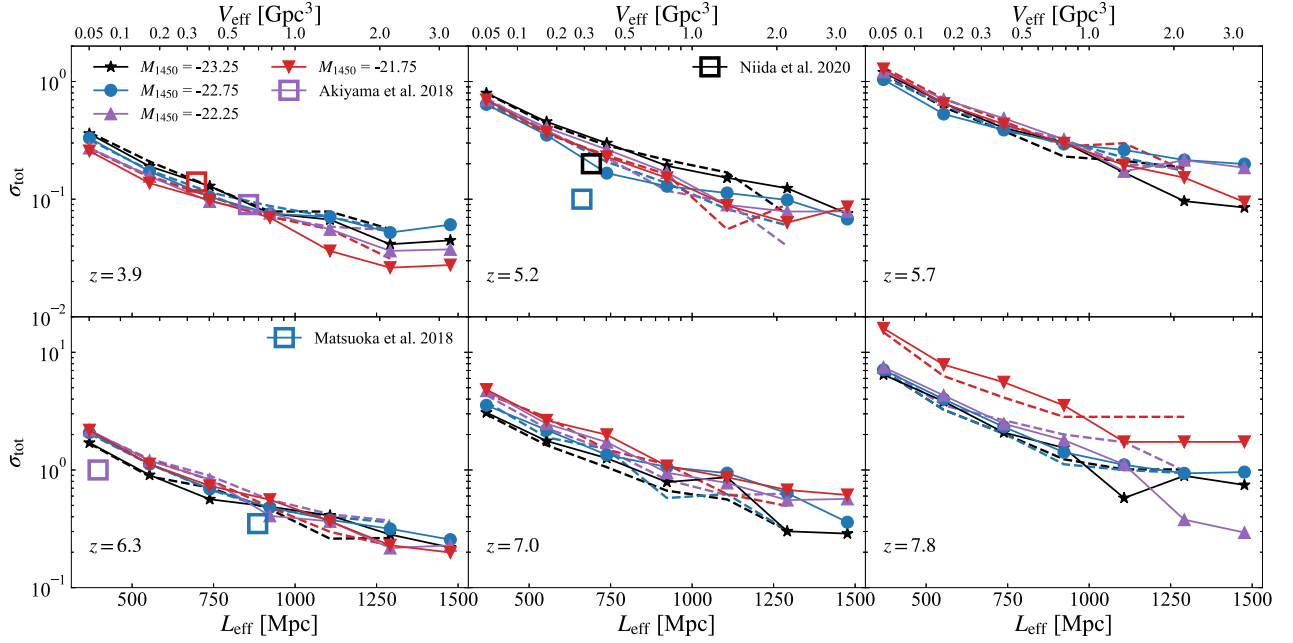 V_eff [Gpc³] V_eff [Gpc³] V_eff [Gpc³]
0.05 0.1 0.2 0.3 0.5 1.0 2.0 3.0 0.05 0.1 0.2 0.3 0.5 1.0 2.0 3.0 0.05 0.1 0.2 0.3 0.5 1.0 2.0 3.0
M₁₄₅₀ = -23.25 M₁₄₅₀ = -21.75
M₁₄₅₀ = -22.75 Akiyama et al. 2018
M₁₄₅₀ = -22.25
Niida et al. 2020
10⁰
σ_tot
10⁻¹
z = 3.9 z = 5.2 z = 5.7
10⁻²
Matsuoka et al. 2018
10¹
σ_tot
10⁰
z = 6.3 z = 7.0 z = 7.8
10⁻¹
500 750 1000 1250 1500 500 750 1000 1250 1500 500 750 1000 1250 1500
L_eff [Mpc] L_eff [Mpc] L_eff [Mpc]